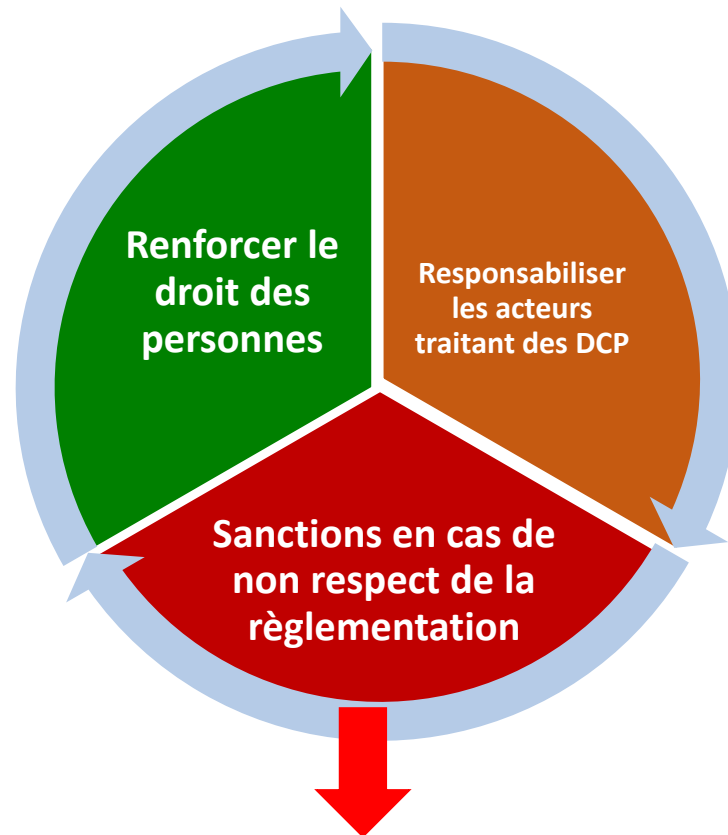 Renforcer le
droit des
personnes
Responsabiliser
les acteurs
traitant des DCP
Sanctions en cas de
non respect de la
règlementation